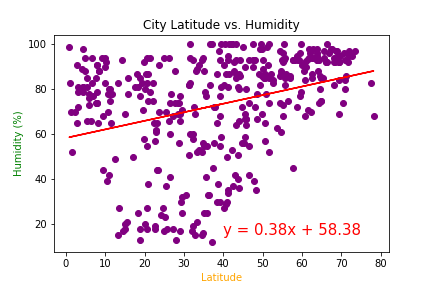 City Latitude vs. Humidity
100
80
60
40
20
Humidity (%)
y = 0.38x + 58.38
0 10 20 30 40 50 60 70 80
Latitude